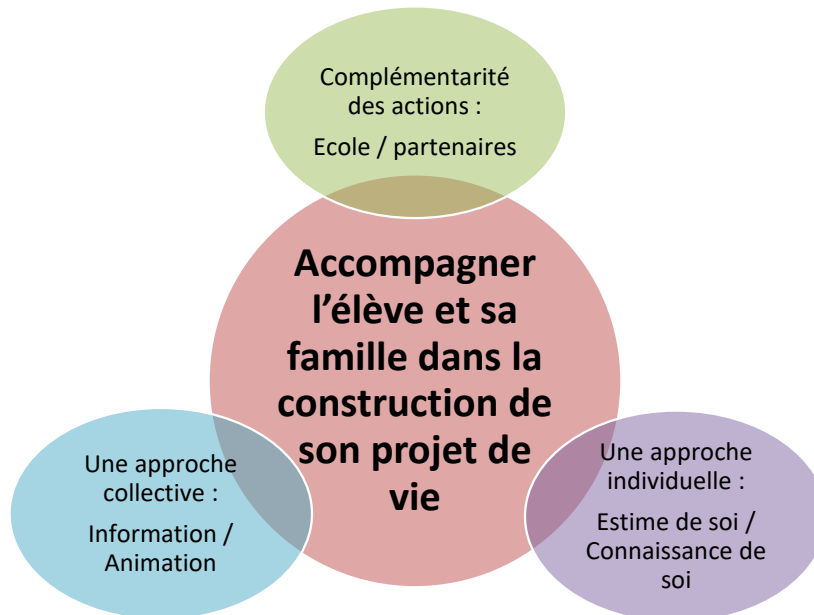 Complémentarité
des actions :
Ecole / partenaires
Accompagner
l’élève et sa
famille dans la
construction de
son projet de
vie
Une approche
collective :
Information /
Animation
Une approche
individuelle :
Estime de soi /
Connaissance de
soi